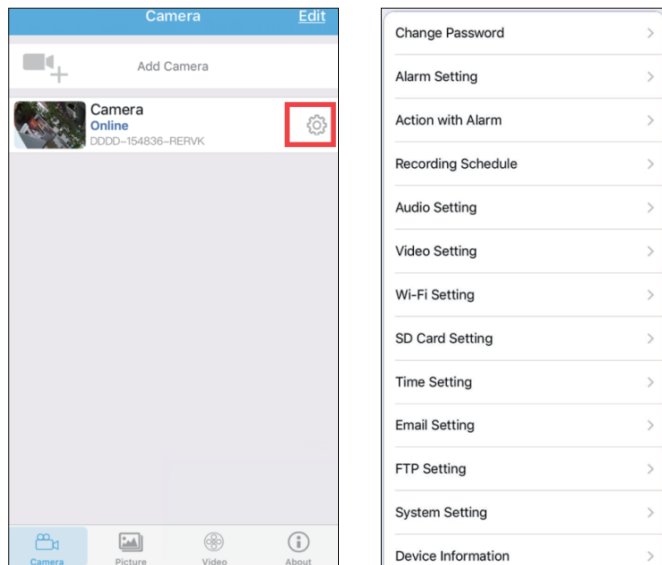 Camera
Edit
Add Camera
Camera
Online
DDDD-154836-RERVK
Camera
Picture
Video
About
Change Password
Alarm Setting
Action with Alarm
Recording Schedule
Audio Setting
Video Setting
Wi-Fi Setting
SD Card Setting
Time Setting
Email Setting
FTP Setting
System Setting
Device Information